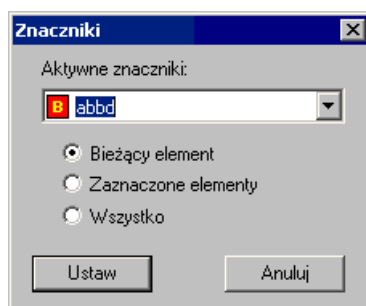 Znaczniki
Aktywne znaczniki:
B abbd
Bieżący element
Zaznaczone elementy
Wszystko
Ustaw Anuluj